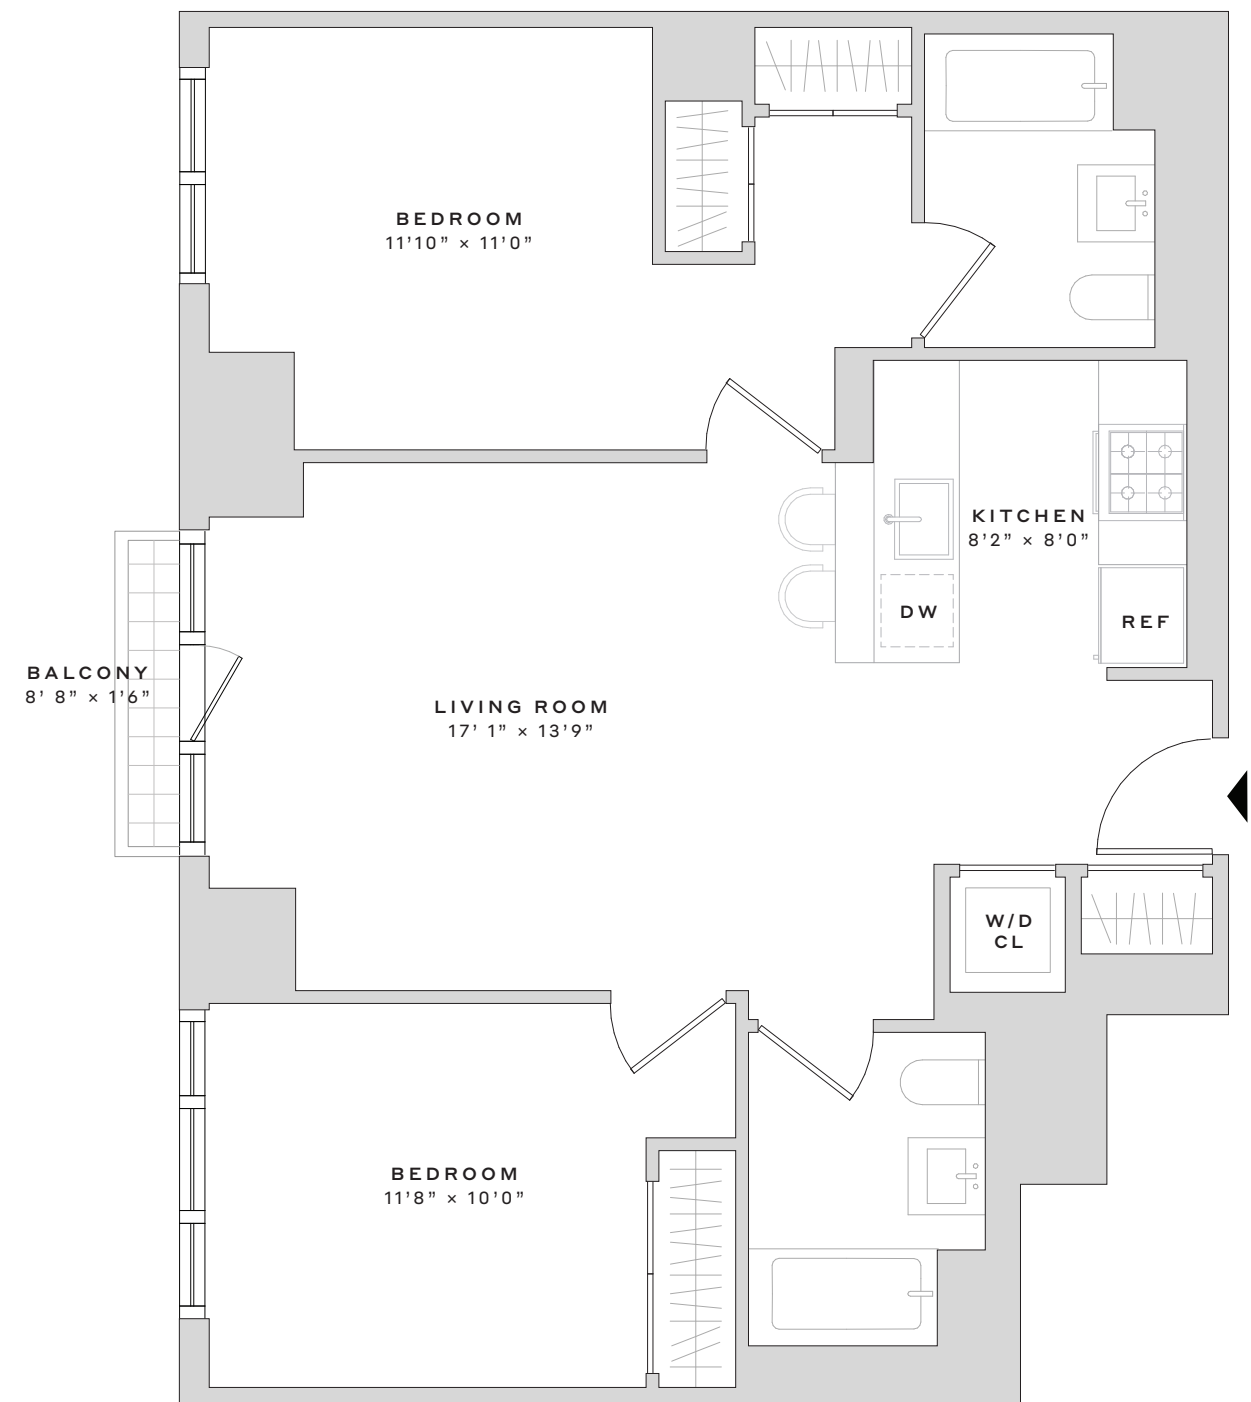 BEDROOM
11’10” × 11’0”
KITCHEN
8’2” × 8’0”
DW
REF
BALCONY
8’ 8” × 1’6”
LIVING ROOM
17’ 1” × 13’9”
W/D
CL
BEDROOM
11’8” × 10’0”